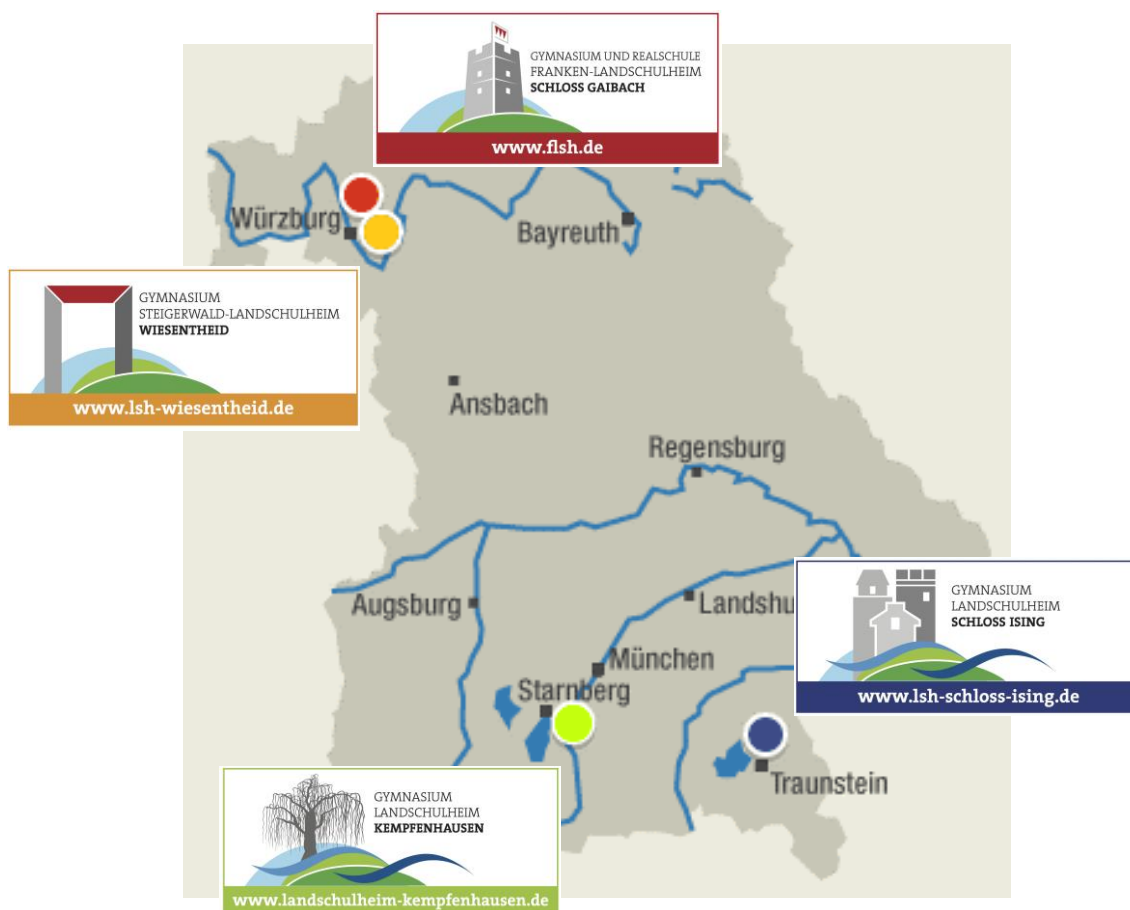 GYMNASIUM UND REALSCHULE
FRANKEN-LANDSCHULHEIM
SCHLOSS GAIBACH
www.flsh.de
Würzburg
Bayreuth
GYMNASIUM
STEIGERWALD-LANDSCHULHEIM
WIESENTHEID
www.lsh-wiesentheid.de
Ansbach
Regensburg
Augsburg
Landshu
GYMNASIUM
LANDSCHULHEIM
SCHLOSS ISING
www.lsh-schloss-ising.de
München
Starnberg
Traunstein
GYMNASIUM
LANDSCHULHEIM
KEMPFENHAUSEN
www.landschulheim-kempfenhausen.de